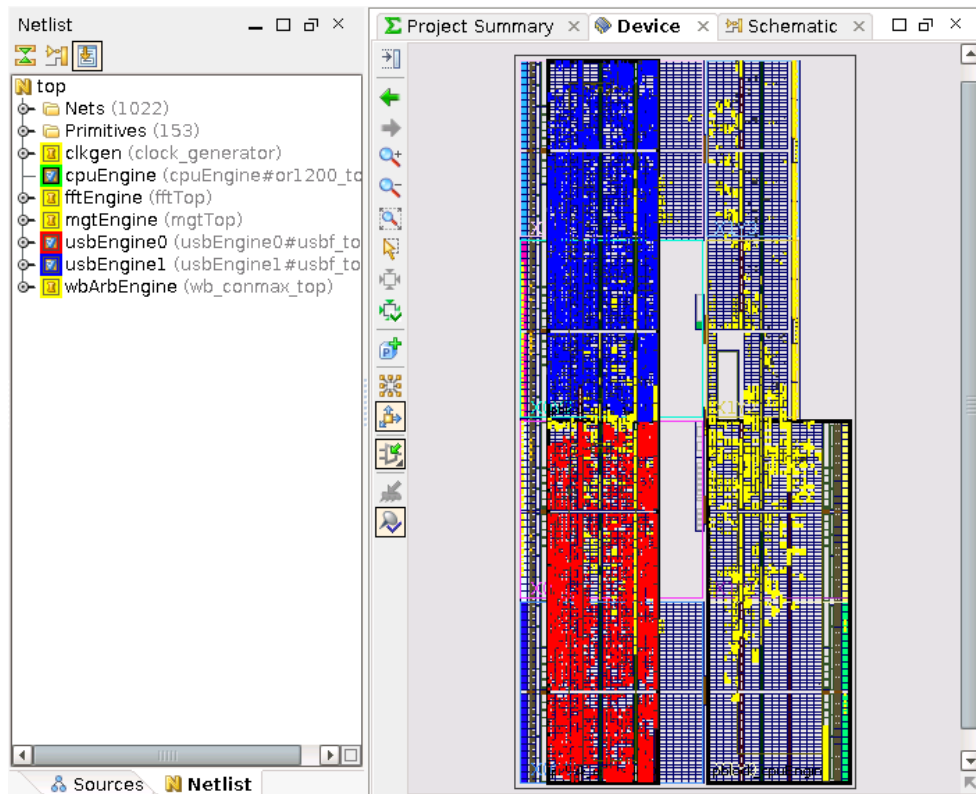 Netlist
top
Nets (1022)
Primitives (153)
clkgen (clock_generator)
cpuEngine (cpuEngine#or1200_to
fftEngine (fftTop)
mgtEngine (mgtTop)
usbEngine0 (usbEngine0#usbf_to
usbEngine1 (usbEngine1#usbf_to
wbArbEngine (wb_conmax_top)
Sources
Netlist
Project Summary
Device
Schematic